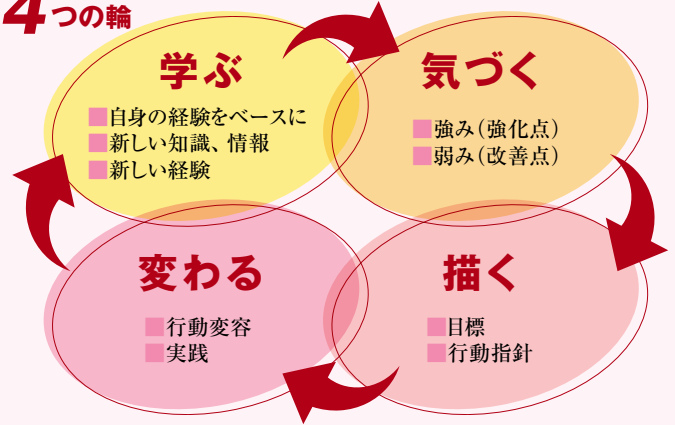 4つの輪
学ぶ
■自身の経験をベースに
■新しい知識、情報
■新しい経験
気づく
■強み（強化点）
■弱み（改善点）
変わる
■行動変容
■実践
描く
■目標
■行動指針